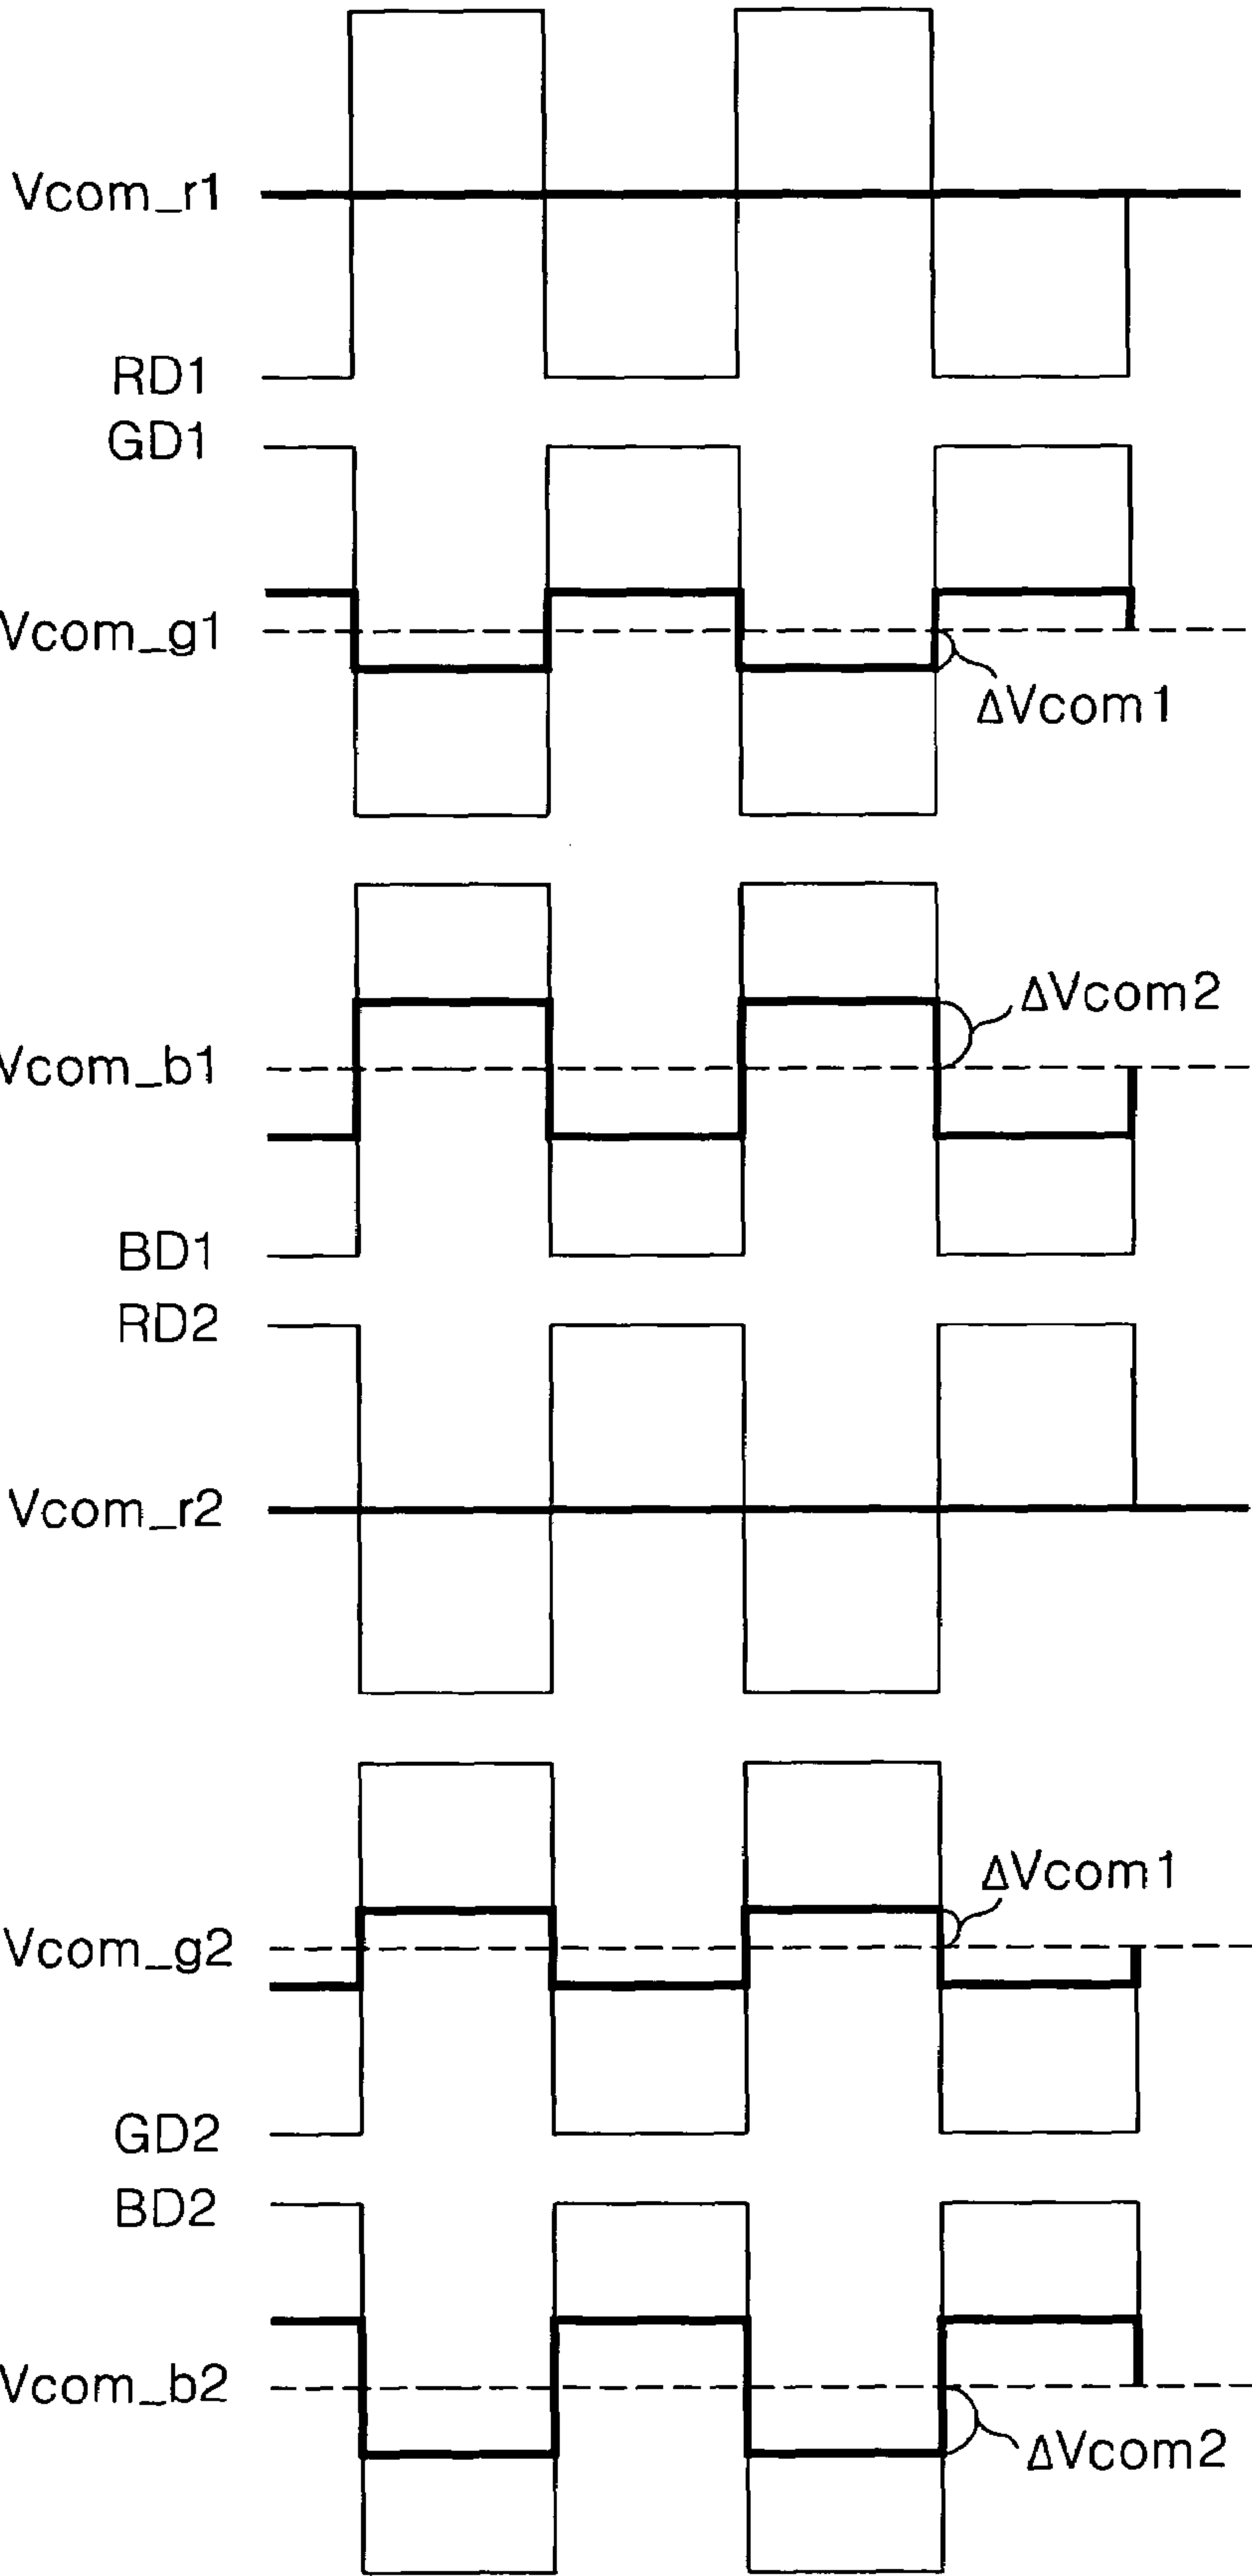 Vcom_r1
RD1
GD1
Vcom_g1
ΔVcom1
ΔVcom2
Vcom_b1
BD1
RD2
Vcom_r2
ΔVcom1
Vcom_g2
GD2
BD2
Vcom_b2
ΔVcom2